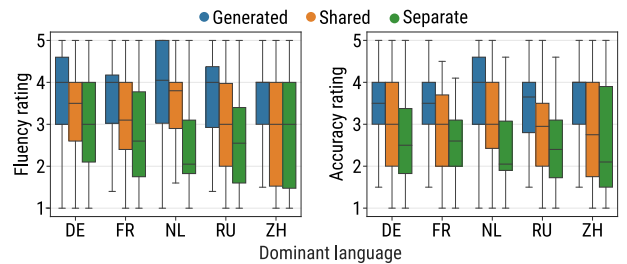 Generated Shared Separate
Fluency rating
5
4
3
2
1
DE FR NL RU ZH
Accuracy rating
5
4
3
2
1
DE FR NL RU ZH
Dominant language